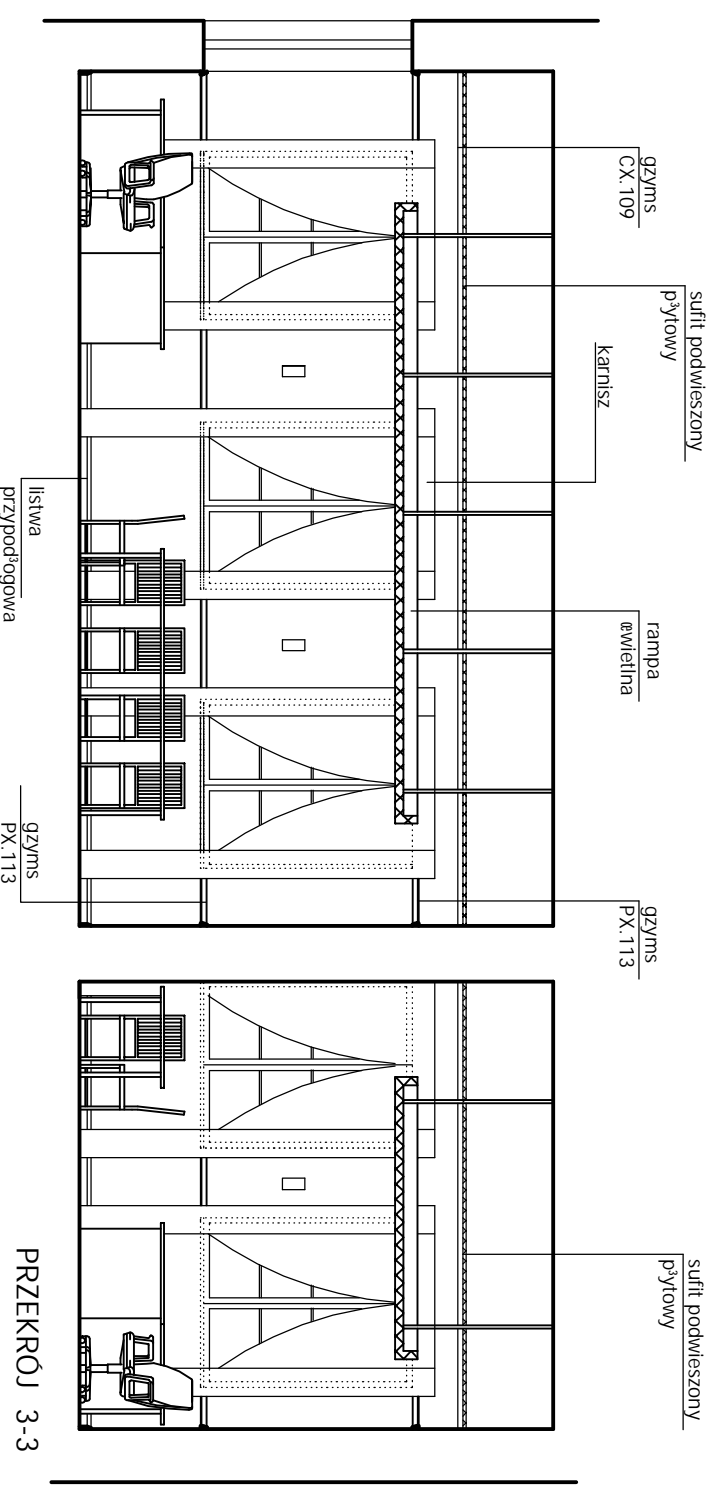 sufit podwieszony
p³ytowy
sufit podwieszony
p³ytowy
rampa
œwietlna
gzyms
CX.109
gzyms
PX.113
karnisz
listwa
przypod³ogowa
gzyms
PX.113
PRZEKRÓJ 3-3